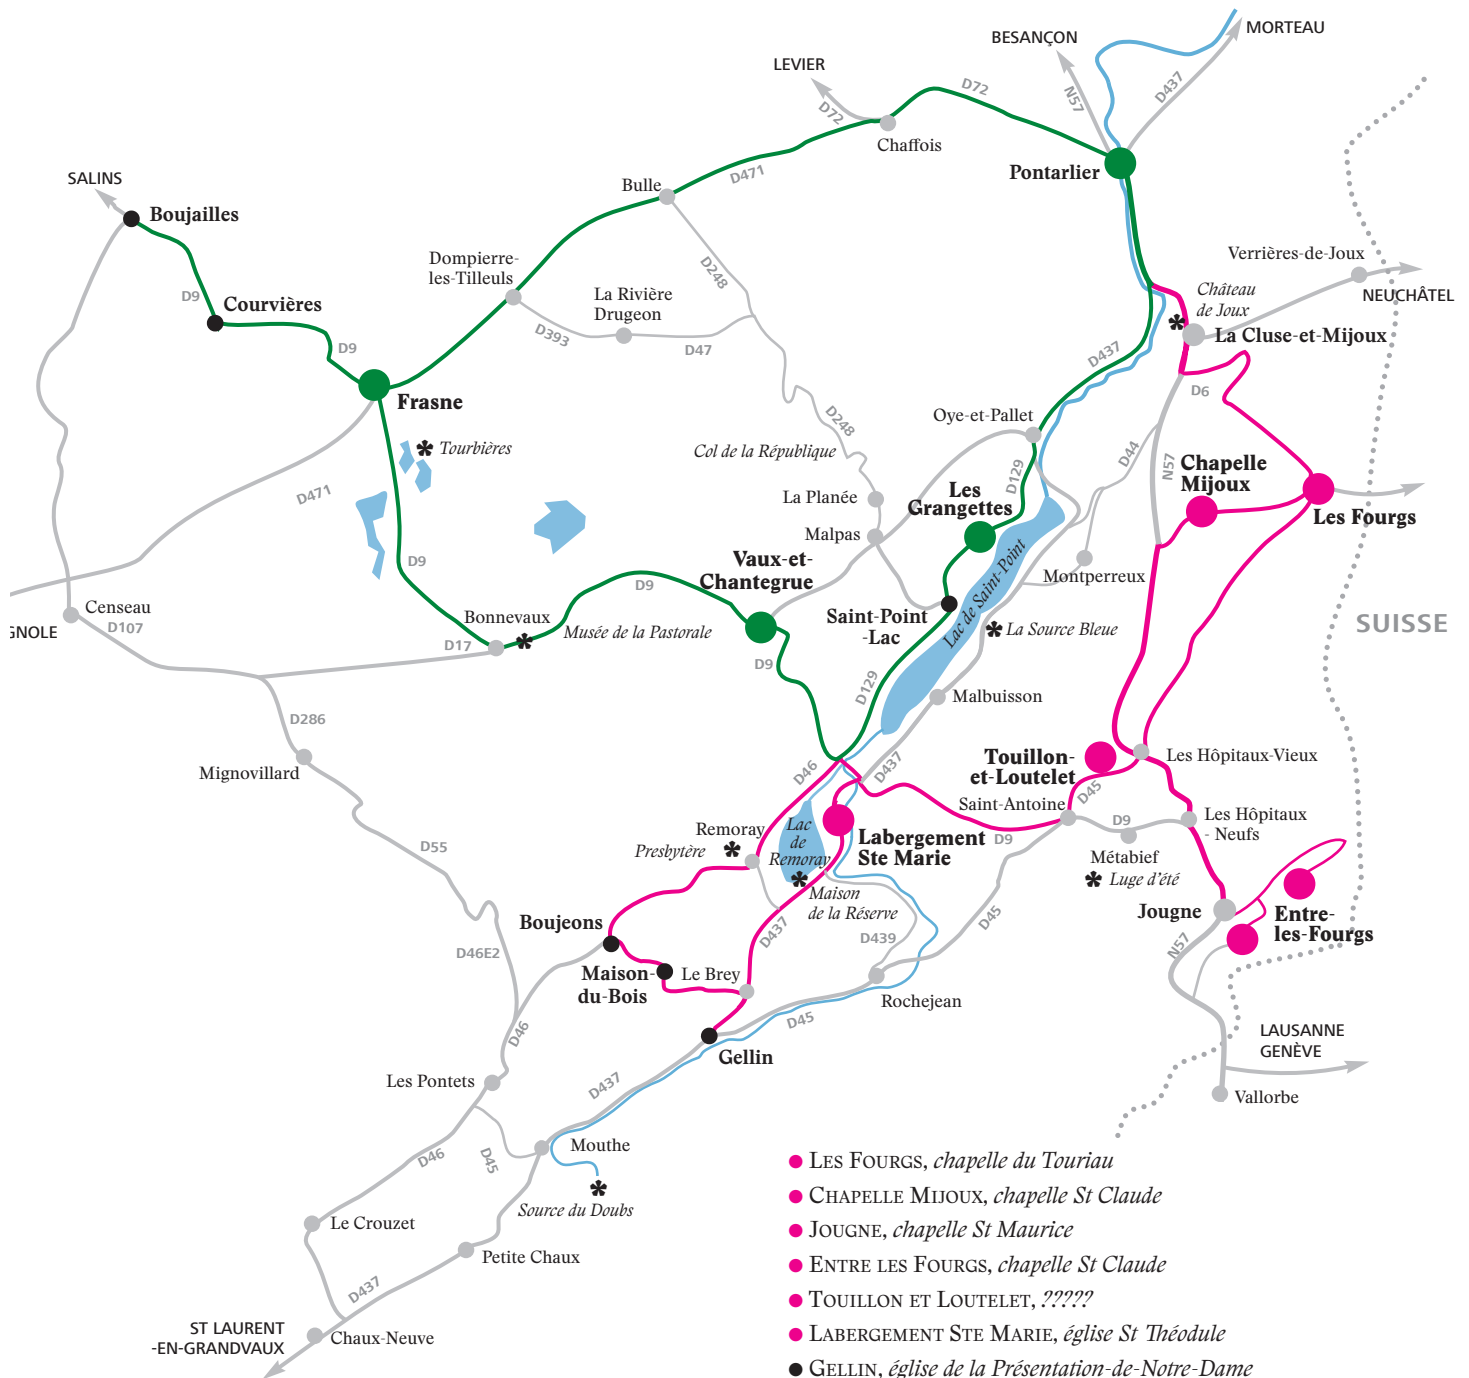 MORTEAU
BESANÇON
LEVIER
D72
D72
N57
D437
Chaffois
Pontarlier
D471
SALINS
Bulle
Boujailles
Dompierre-
les-Tilleuls
D248
Verrières-de-Joux
NEUCHÂTEL
Château
de Joux
La Rivière
Drugeon
D9
Courvières
D393
D47
La Cluse-et-Mijoux
D9
D437
D6
Frasne
Oye-et-Pallet
D248
Tourbières
Col de la République
D44
N57
Chapelle
Mijoux
D129
Les
Grangettes
D471
La Planée
Les Fourgs
Malpas
D9
Vaux-et-
Chantegrue
D9
Lac de Saint-Point
Montperreux
Censeau
GNOLE
D107
Bonnevaux
Musée de la Pastorale
Saint-Point
-Lac
La Source Bleue
SUISSE
D17
D9
D129
Malbuisson
D286
Mignovillard
D46
D437
Touillon-
et-Loutelet
Les Hôpitaux-Vieux
D45
Saint-Antoine
D9
Les Hôpitaux
- Neufs
Remoray
Presbytère
Lac
de
Remoray
Labergement
Ste Marie
D9
Métabief
Luge d'été
D55
Maison
de la Réserve
Boujeons
D437
D439
D45
Jougne
Entre-
les-Fourgs
N57
D46E2
Maison-
du-Bois
Le Brey
Rochejean
D45
D46
Gellin
LAUSANNE
GENÈVE
Les Pontets
D437
Vallorbe
D46
D45
Mouthe
Source du Doubs
Le Crouzet
Petite Chaux
D437
ST LAURENT
-EN-GRANDVAUX
Chaux-Neuve
LES FOURGS, chapelle du Touriau
CHAPELLE MIJOUX, chapelle St Claude
JOUGNE, chapelle St Maurice
ENTRE LES FOURGS, chapelle St Claude
TOUILLON ET LOUTELET, ?????
LABERGEMENT STE MARIE, église St Théodule
GELLIN, église de la Présentation-de-Notre-Dame